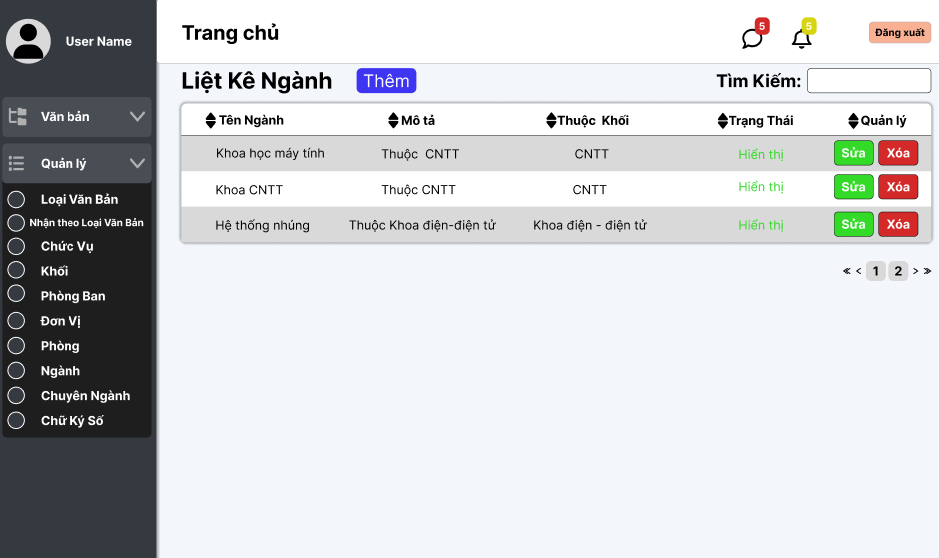 User Name
Văn bản
Quản lý
Loại Văn Bản
Nhận theo Loại Văn Bản
Chức Vụ
Khối
Phòng Ban
Đơn Vị
Phòng
Ngành
Chuyên Ngành
Chữ Ký Số
Trang chủ
5
5
Đăng xuất
Liệt Kê Ngành
Thêm
Tìm Kiếm:
Tên Ngành Mô tả Thuộc Khối Trạng Thái Quản lý
Khoa học máy tính Thuộc CNTT CNTT Hiển thị Sửa Xóa
Khoa CNTT Thuộc CNTT CNTT Hiển thị Sửa Xóa
Hệ thống nhúng Thuộc Khoa điện-điện tử Khoa điện - điện tử Hiển thị Sửa Xóa
« < 1 2 > »